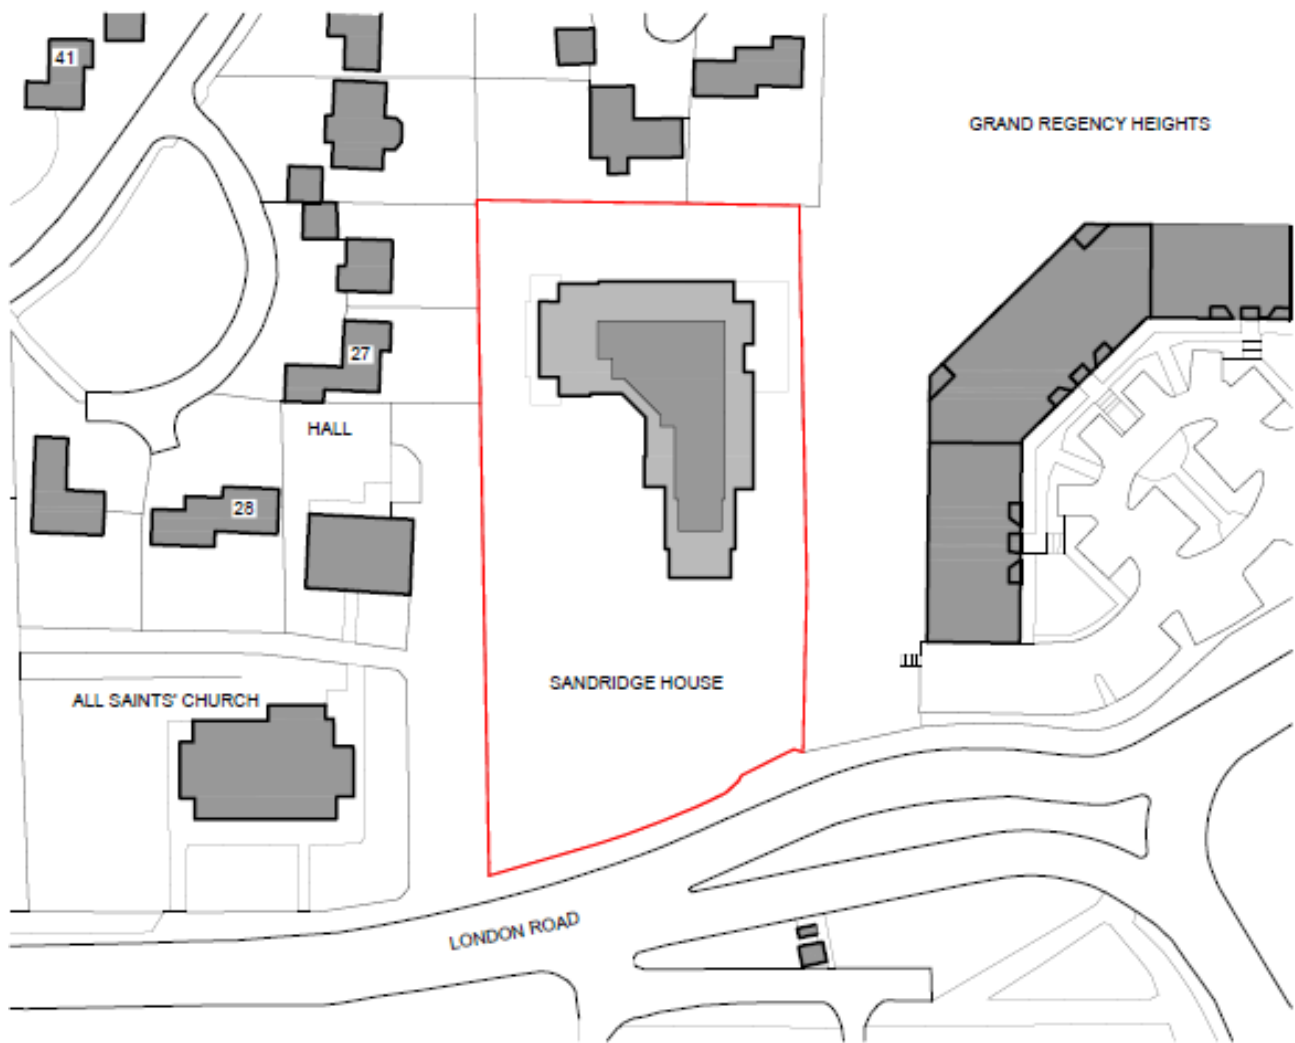 41
GRAND REGENCY HEIGHTS
27
HALL
28
SANDRIDGE HOUSE
ALL SAINTS' CHURCH
LONDON ROAD